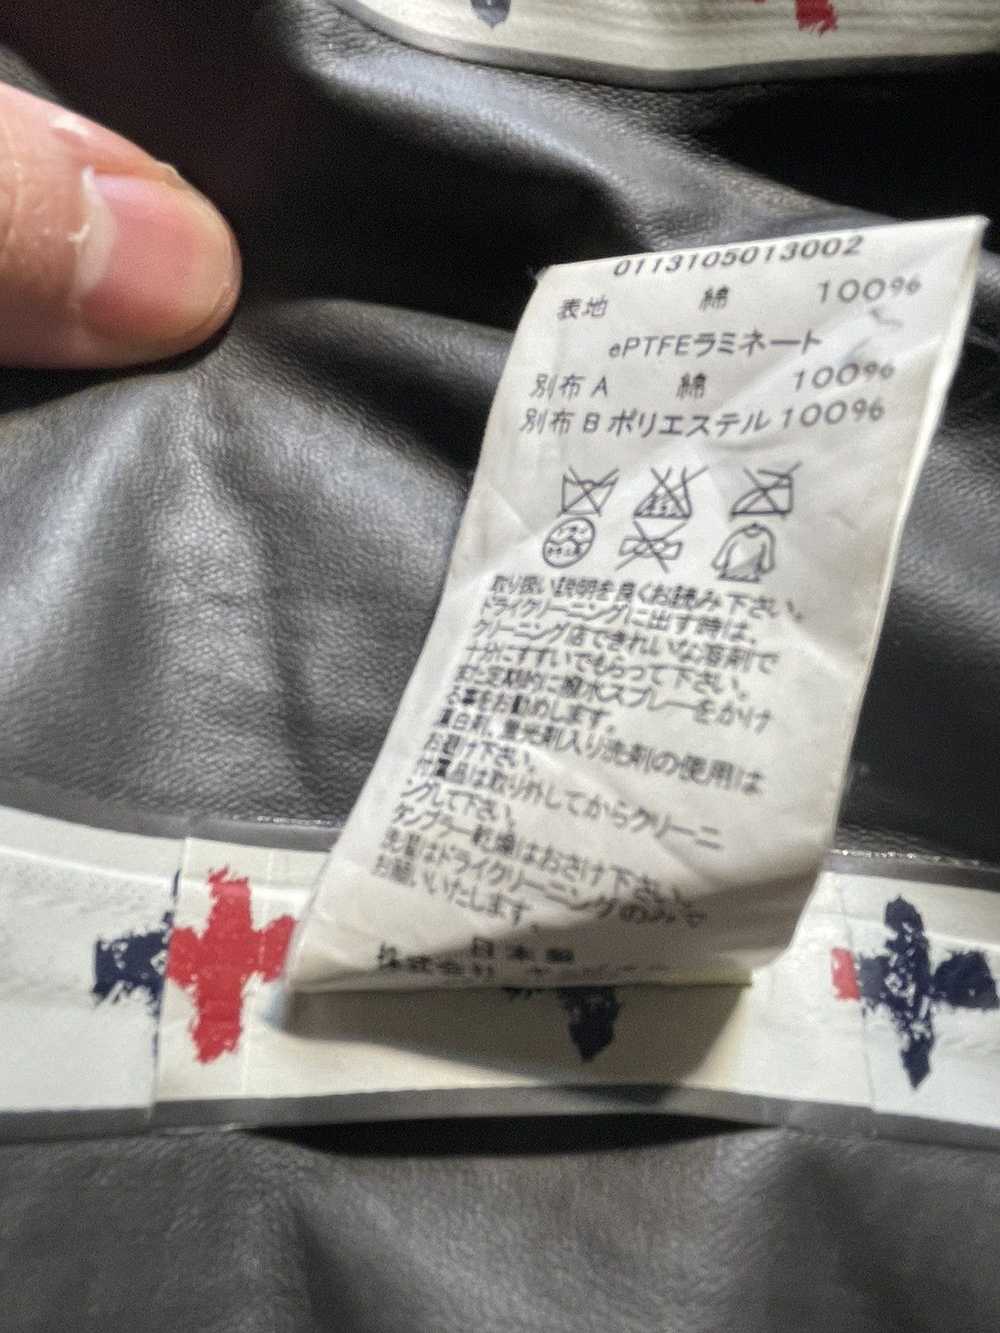 0113105013002
表地 綿 100%
ePTFEラミネート
別布A 綿 100%
別布B ポリエステル100%
取り扱い説明を良くお読み下さい。
ドライクリーニングに出す時は、
クリーニング店できれいな溶剤で
十分にすすいでもらって下さい。
また定期的に撥水スプレーをかけ
る事をお勧めします。
漂白剤、蛍光剤入り洗剤の使用は
お避け下さい。
付属品は取り外してからクリーニ
ングして下さい。
タンブラー乾燥はおさけ下さい。
洗濯はドライクリーニングのみで
お願いいたします。
日本製
株式会社